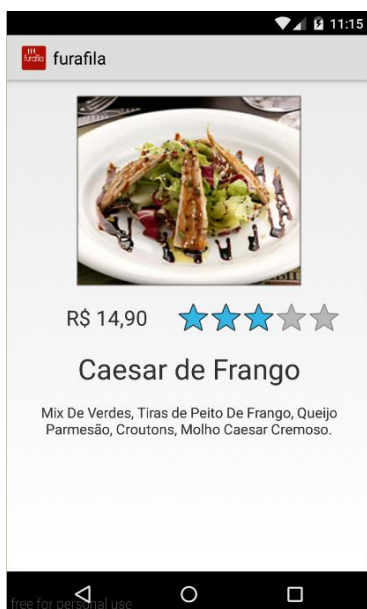 11:15
furafila
furafila
R$ 14,90
Caesar de Frango
Mix De Verdes, Tiras de Peito De Frango, Queijo
Parmesão, Croutons, Molho Caesar Cremoso.
free for personal use